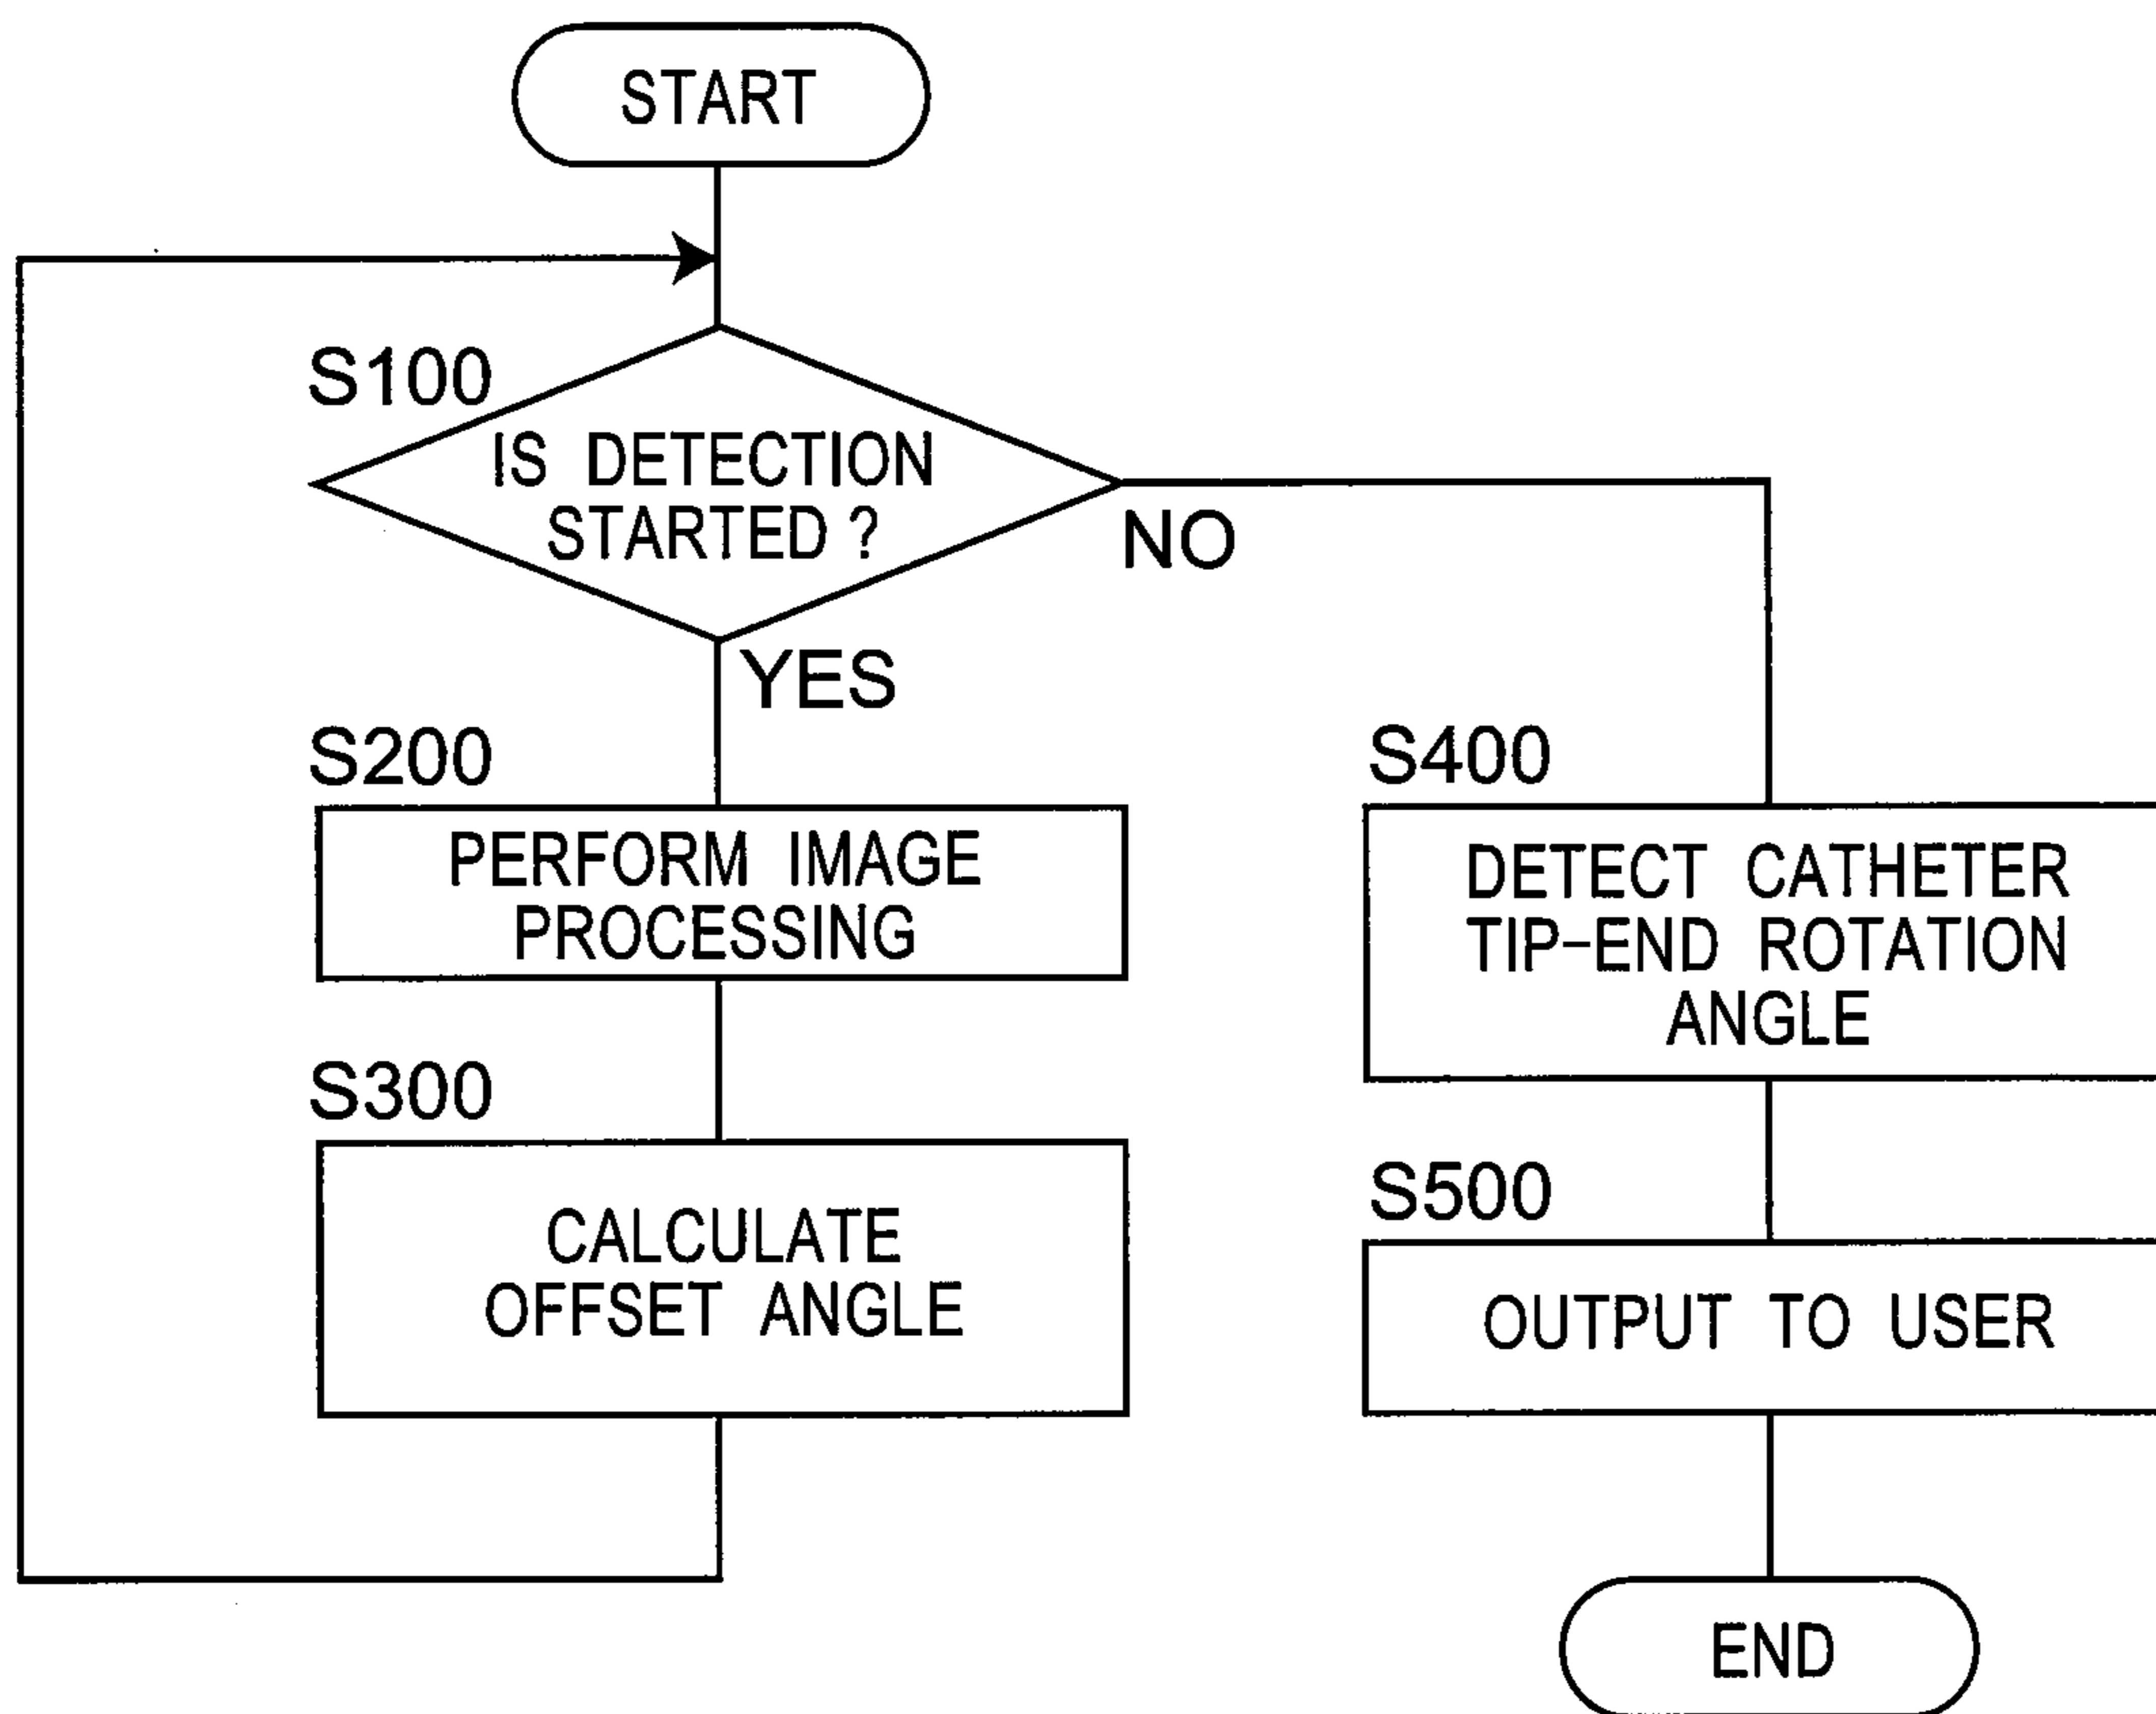 START
S100
IS DETECTION
STARTED ?
NO
YES
S200
PERFORM IMAGE
PROCESSING
S300
CALCULATE
OFFSET ANGLE
S400
DETECT CATHETER
TIP-END ROTATION
ANGLE
S500
OUTPUT TO USER
END